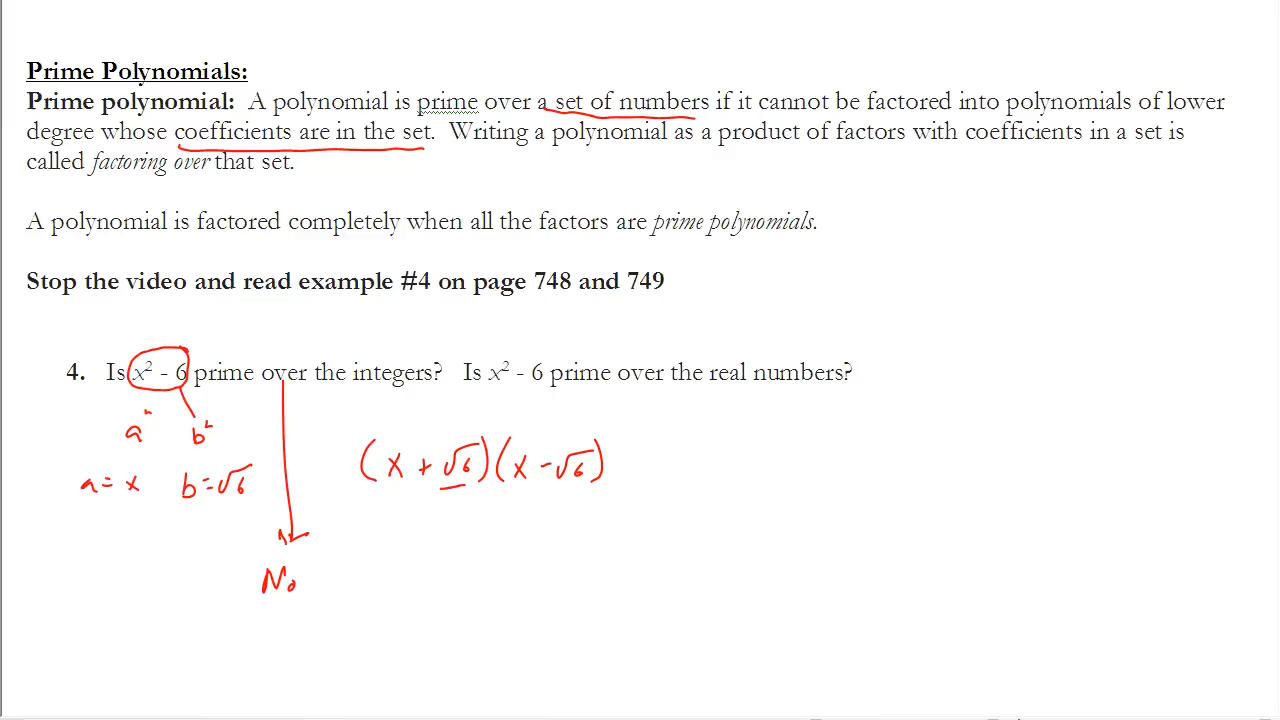 Prime Polynomials:
Prime polynomial: A polynomial is prime over a set of numbers if it cannot be factored into polynomials of lower
degree whose coefficients are in the set. Writing a polynomial as a product of factors with coefficients in a set is
called factoring over that set.
A polynomial is factored completely when all the factors are prime polynomials.
Stop the video and read example #4 on page 748 and 749
4. Is x² - 6 prime over the integers? Is x² - 6 prime over the real numbers?
a² b²
a = x b = √6 (x + √6)(x - √6)
No